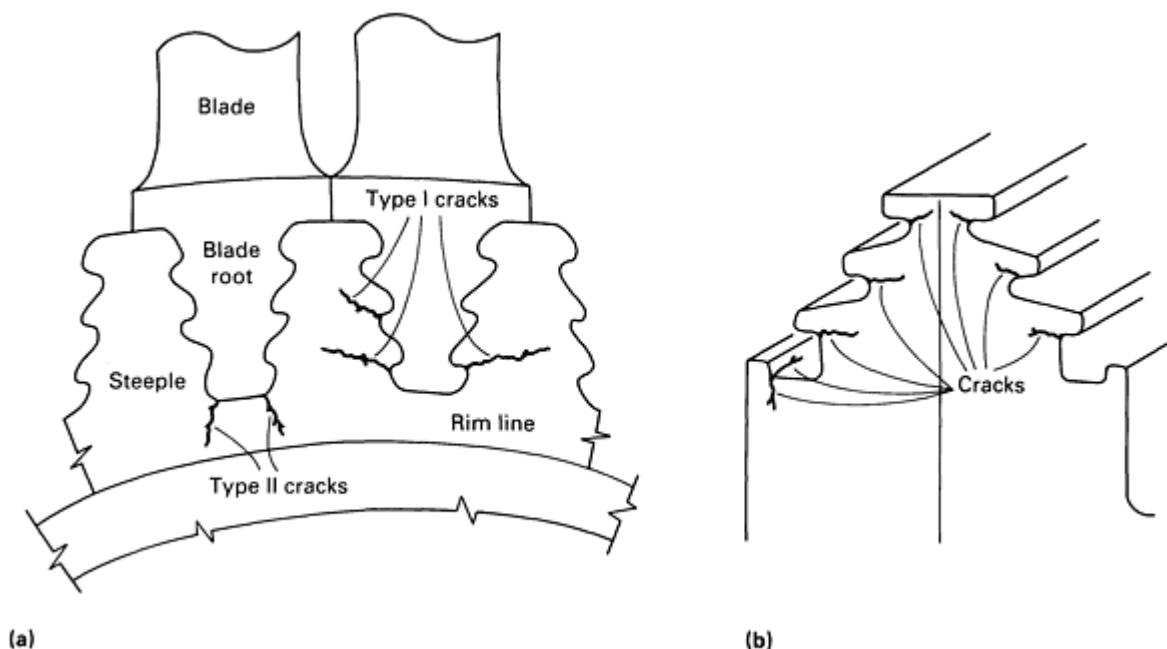 Blade
Type I cracks
Blade
root
Steeple
Rim line
Type II cracks
Cracks
(a)
(b)